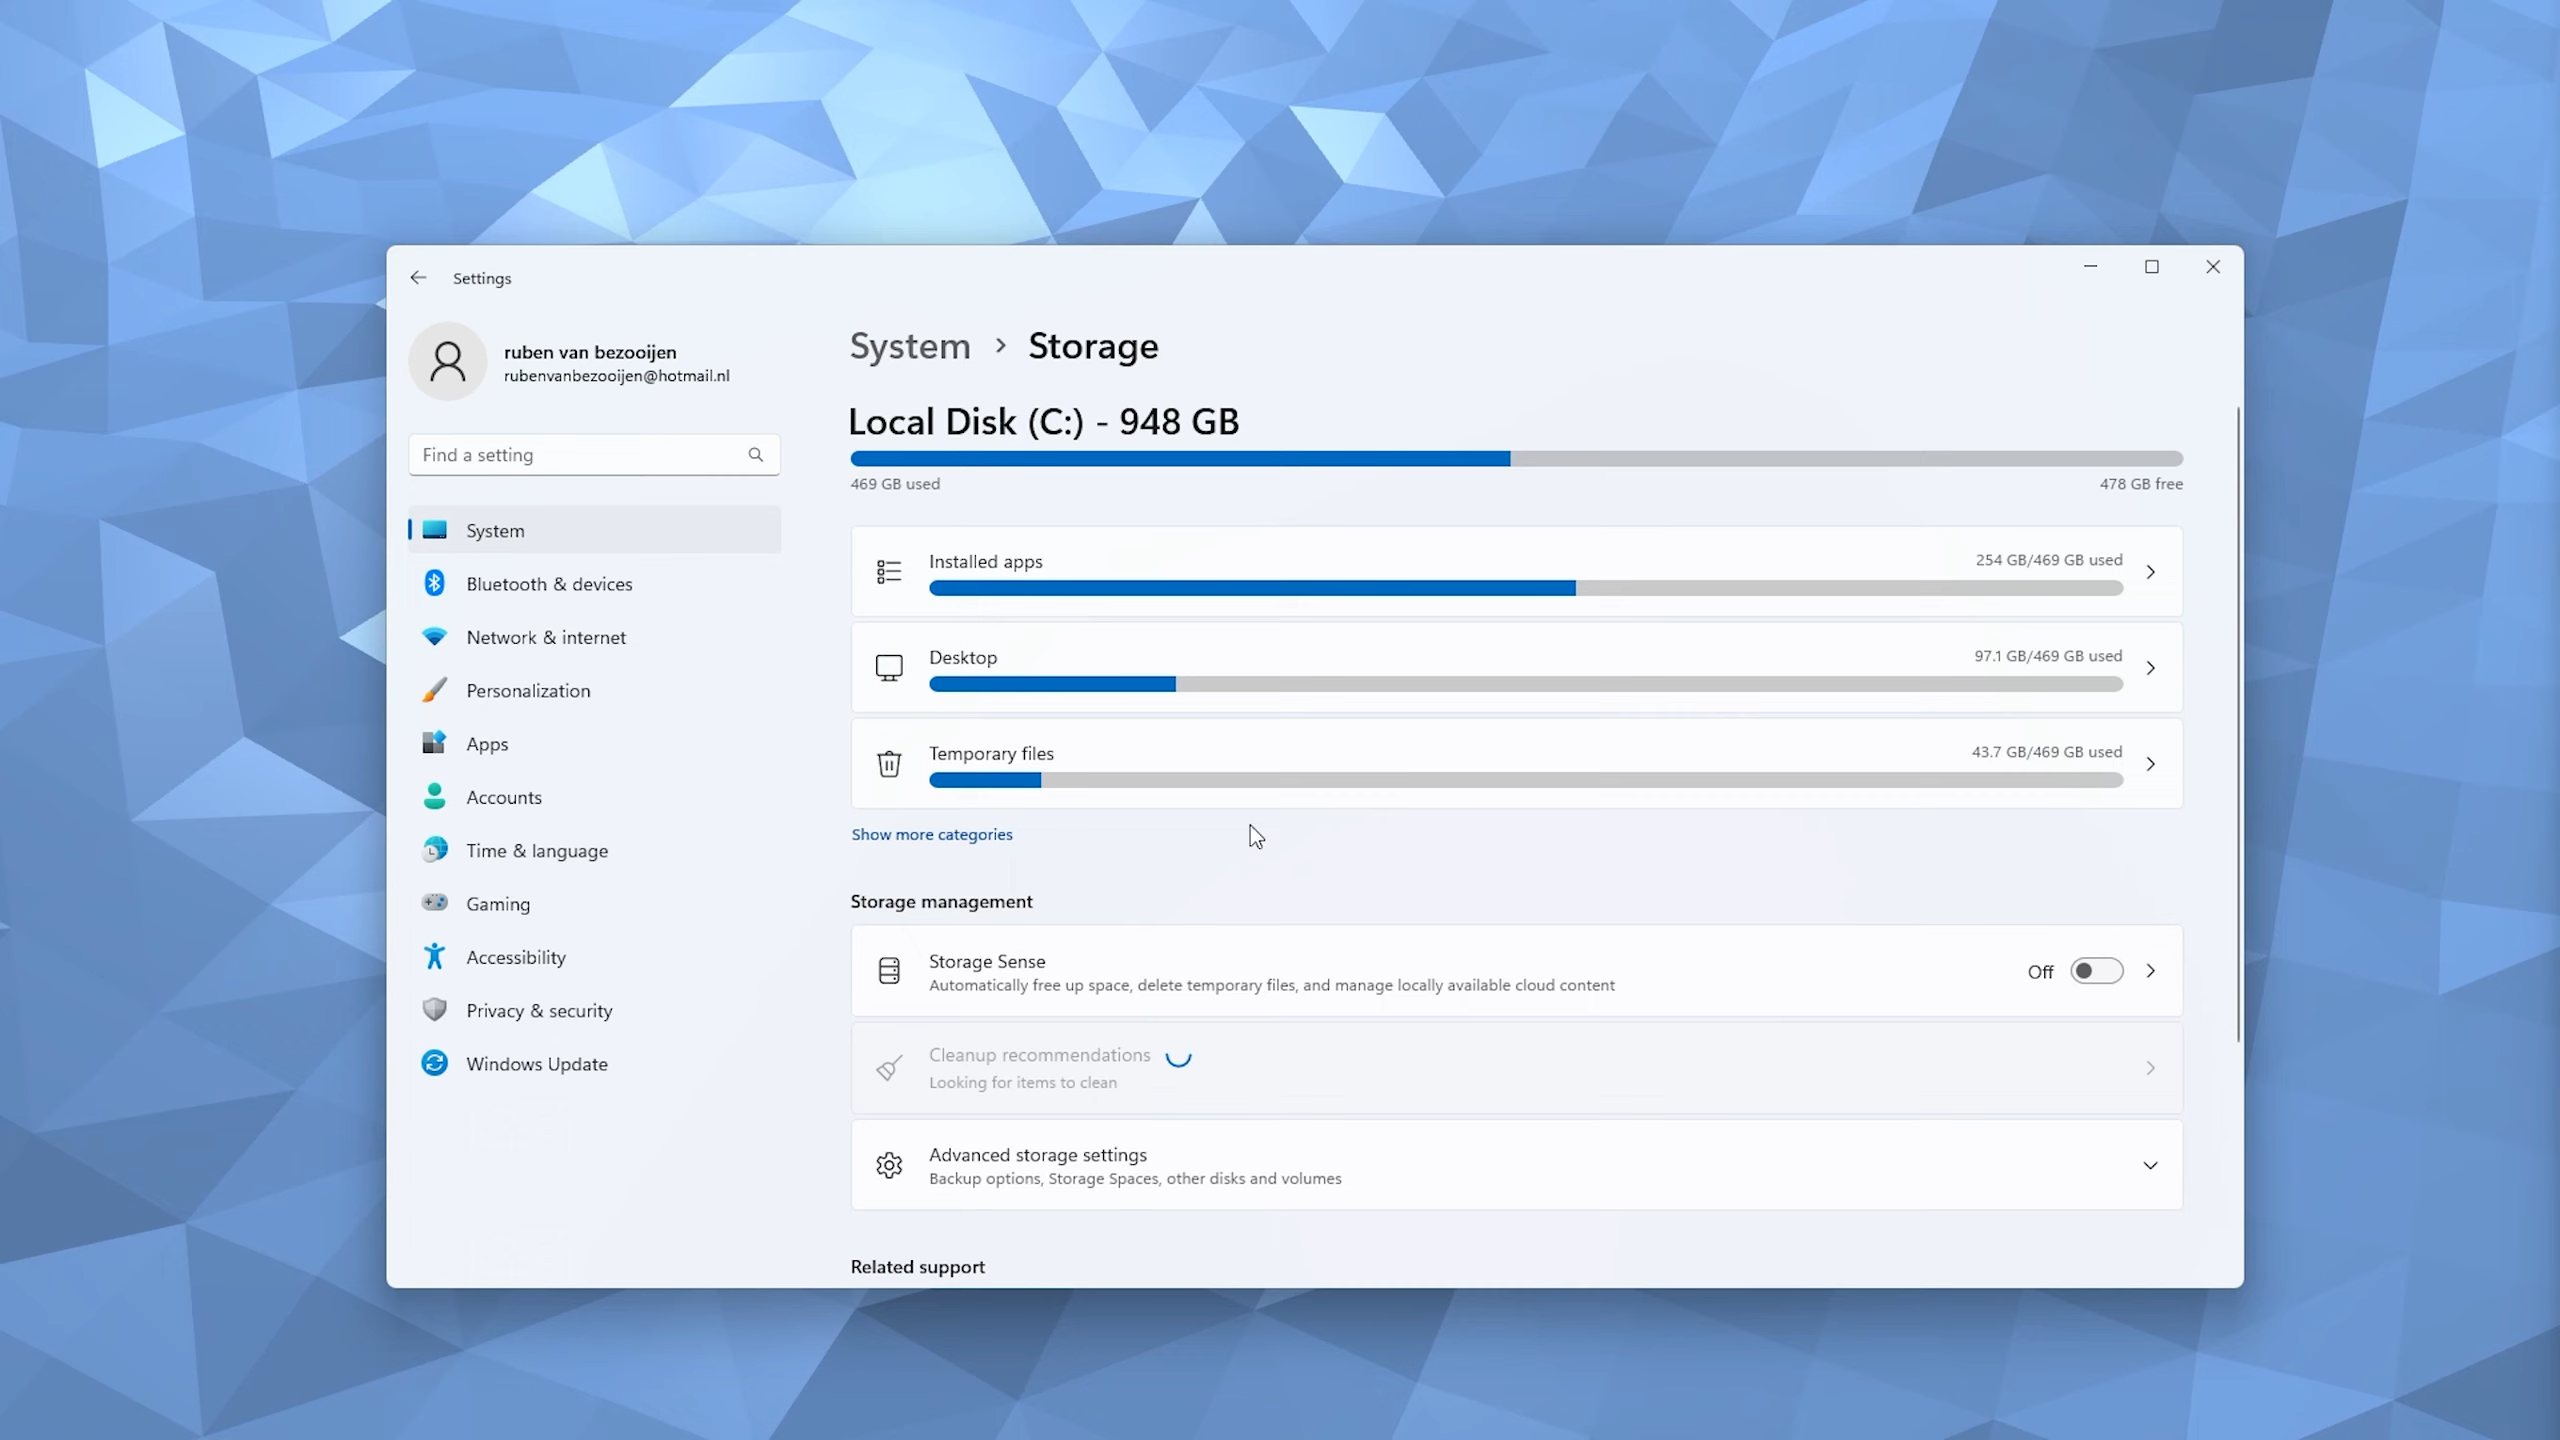 Settings
ruben van bezooijen
rubenvanbezooijen@hotmail.nl
Find a setting
System
Bluetooth & devices
Network & internet
Personalization
Apps
Accounts
Time & language
Gaming
Accessibility
Privacy & security
Windows Update
System > Storage
Local Disk (C:) - 948 GB
469 GB used
478 GB free
Installed apps
254 GB/469 GB used
Desktop
97.1 GB/469 GB used
Temporary files
43.7 GB/469 GB used
Show more categories
Storage management
Storage Sense
Automatically free up space, delete temporary files, and manage locally available cloud content
Off
Cleanup recommendations
Looking for items to clean
Advanced storage settings
Backup options, Storage Spaces, other disks and volumes
Related support